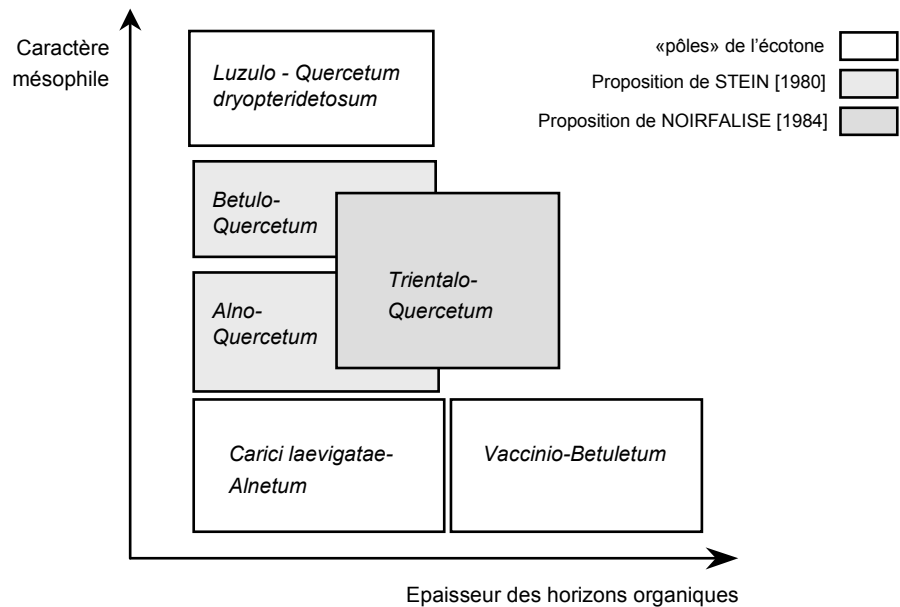 Caractère
mésophile
Luzulo - Quercetum
dryopteridetosum
«pôles» de l'écotone
Proposition de STEIN [1980]
Proposition de NOIRFALISE [1984]
Betulo-
Quercetum
Trientalo-
Quercetum
Alno-
Quercetum
Carici laevigatae-
Alnetum
Vaccinio-Betuletum
Epaisseur des horizons organiques